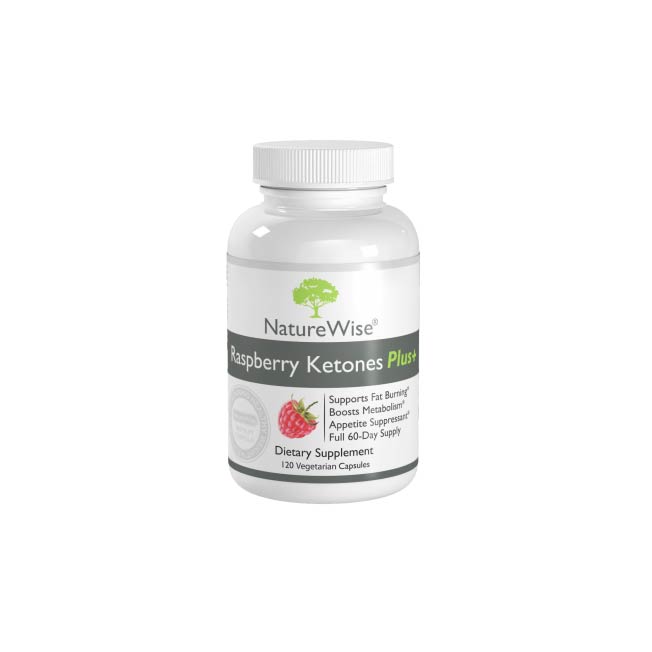 NatureWise®
Raspberry Ketones Plus+
Supports Fat Burning*
Boosts Metabolism*
Appetite Suppressant*
Full 60-Day Supply
Dietary Supplement
120 Vegetarian Capsules